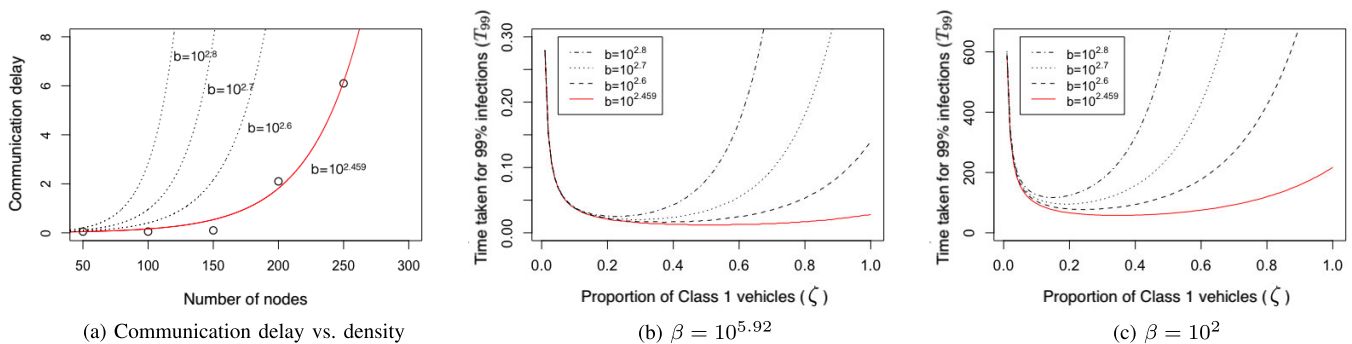 Communication delay
8
6
4
2
0
b=10^2.8
b=10^2.7
b=10^2.6
b=10^2.459
50 100 150 200 250 300
Number of nodes
(a) Communication delay vs. density
Time taken for 99% infections (T₉₉)
0.30
0.20
0.10
0.00
b=10^2.8
b=10^2.7
b=10^2.6
b=10^2.459
0.0 0.2 0.4 0.6 0.8 1.0
Proportion of Class 1 vehicles ( ζ )
(b) β = 10^5.92
Time taken for 99% infections (T₉₉)
600
400
200
0
b=10^2.8
b=10^2.7
b=10^2.6
b=10^2.459
0.0 0.2 0.4 0.6 0.8 1.0
Proportion of Class 1 vehicles ( ζ )
(c) β = 10^2